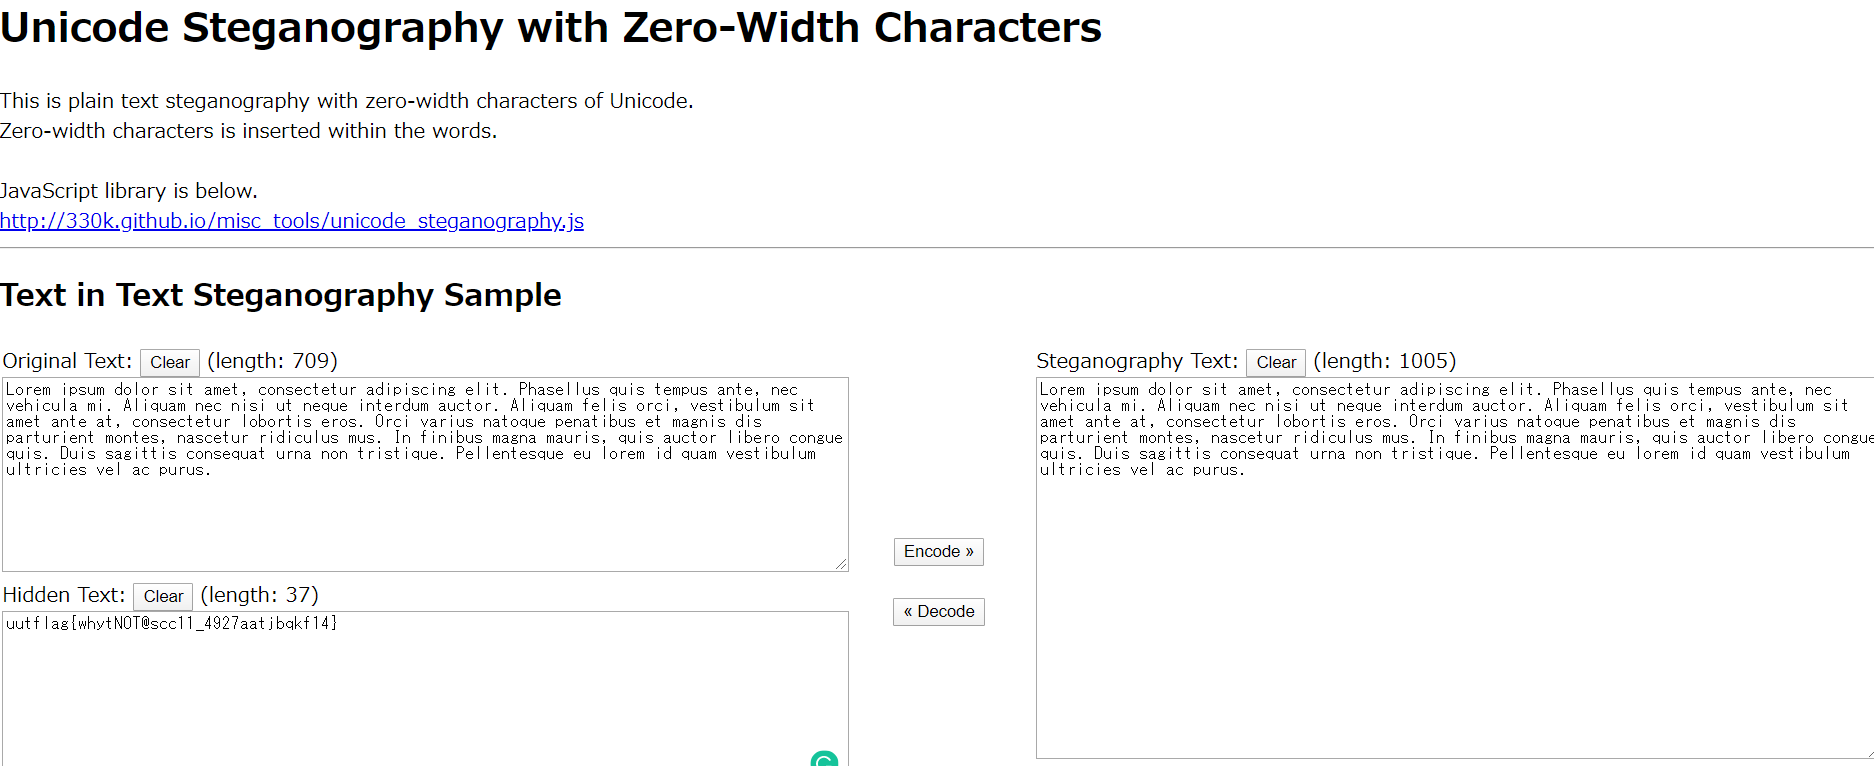 Unicode Steganography with Zero-Width Characters
This is plain text steganography with zero-width characters of Unicode.
Zero-width characters is inserted within the words.
JavaScript library is below.
http://330k.github.io/misc_tools/unicode_steganography.js
Text in Text Steganography Sample
Original Text: Clear (length: 709)
Lorem ipsum dolor sit amet, consectetur adipiscing elit. Phasellus quis tempus ante, nec
vehicula mi. Aliquam nec nisi ut neque interdum auctor. Aliquam felis orci, vestibulum sit
amet ante at, consectetur lobortis eros. Orci varius natoque penatibus et magnis dis
parturient montes, nascetur ridiculus mus. In finibus magna mauris, quis auctor libero congue
quis. Duis sagittis consequat urna non tristique. Pellentesque eu lorem id quam vestibulum
ultricies vel ac purus.
Hidden Text: Clear (length: 37)
uutflag{whytNOT@sccll_4927aatjbqkf14}
Encode »
« Decode
Steganography Text: Clear (length: 1005)
Lorem ipsum dolor sit amet, consectetur adipiscing elit. Phasellus quis tempus ante, nec
vehicula mi. Aliquam nec nisi ut neque interdum auctor. Aliquam felis orci, vestibulum sit
amet ante at, consectetur lobortis eros. Orci varius natoque penatibus et magnis dis
parturient montes, nascetur ridiculus mus. In finibus magna mauris, quis auctor libero congue
quis. Duis sagittis consequat urna non tristique. Pellentesque eu lorem id quam vestibulum
ultricies vel ac purus.